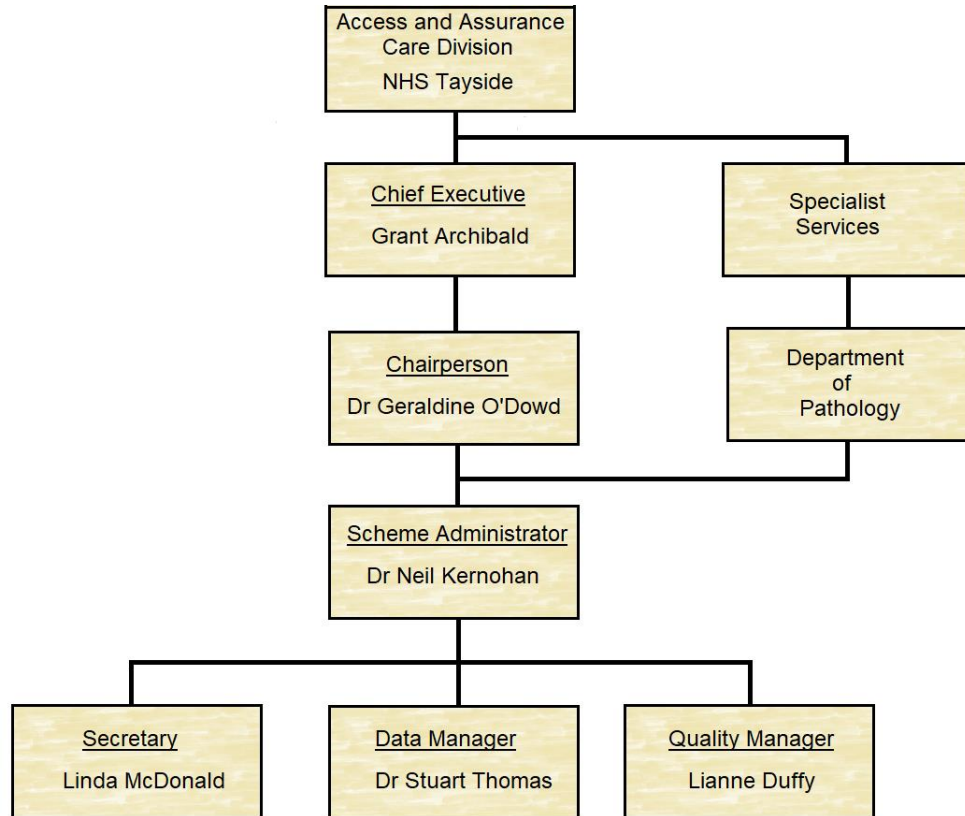 Access and Assurance
Care Division
NHS Tayside
Chief Executive
Grant Archibald
Specialist
Services
Chairperson
Dr Geraldine O'Dowd
Department
of
Pathology
Scheme Administrator
Dr Neil Kernohan
Secretary
Linda McDonald
Data Manager
Dr Stuart Thomas
Quality Manager
Lianne Duffy